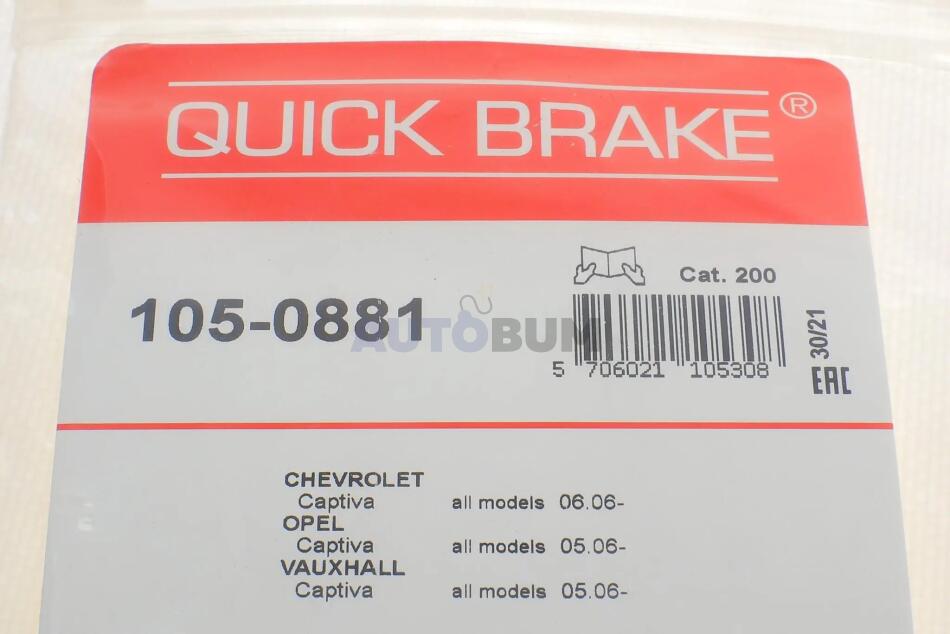 QUICK BRAKE®
Cat. 200
105-0881
AUTOBUM
30/21
5 706021 105308
EAC
CHEVROLET
Captiva all models 06.06-
OPEL
Captiva all models 05.06-
VAUXHALL
Captiva all models 05.06-